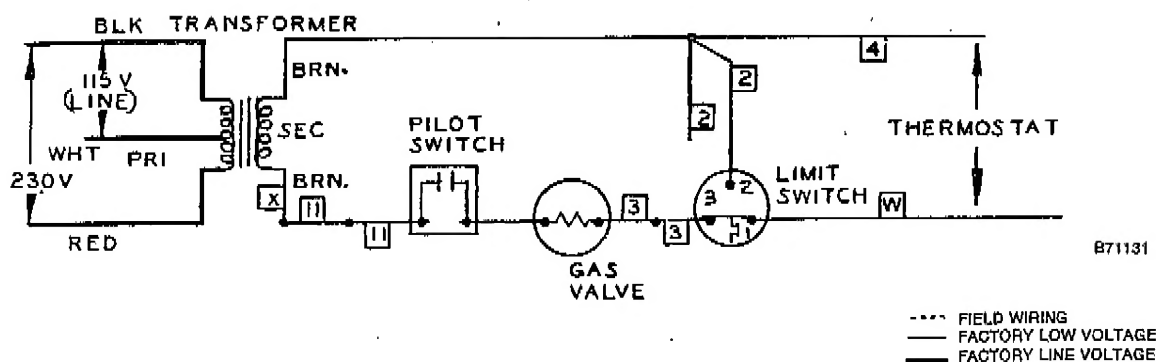 BLK TRANSFORMER
115 V
(LINE)
WHT
PRI
230V
RED
BRN.
SEC
BRN.
X
11
11
PILOT
SWITCH
GAS
VALVE
3
3
2
2
4
3
2
1
LIMIT
SWITCH
W
THERMOSTAT
B71131
FIELD WIRING
FACTORY LOW VOLTAGE
FACTORY LINE VOLTAGE